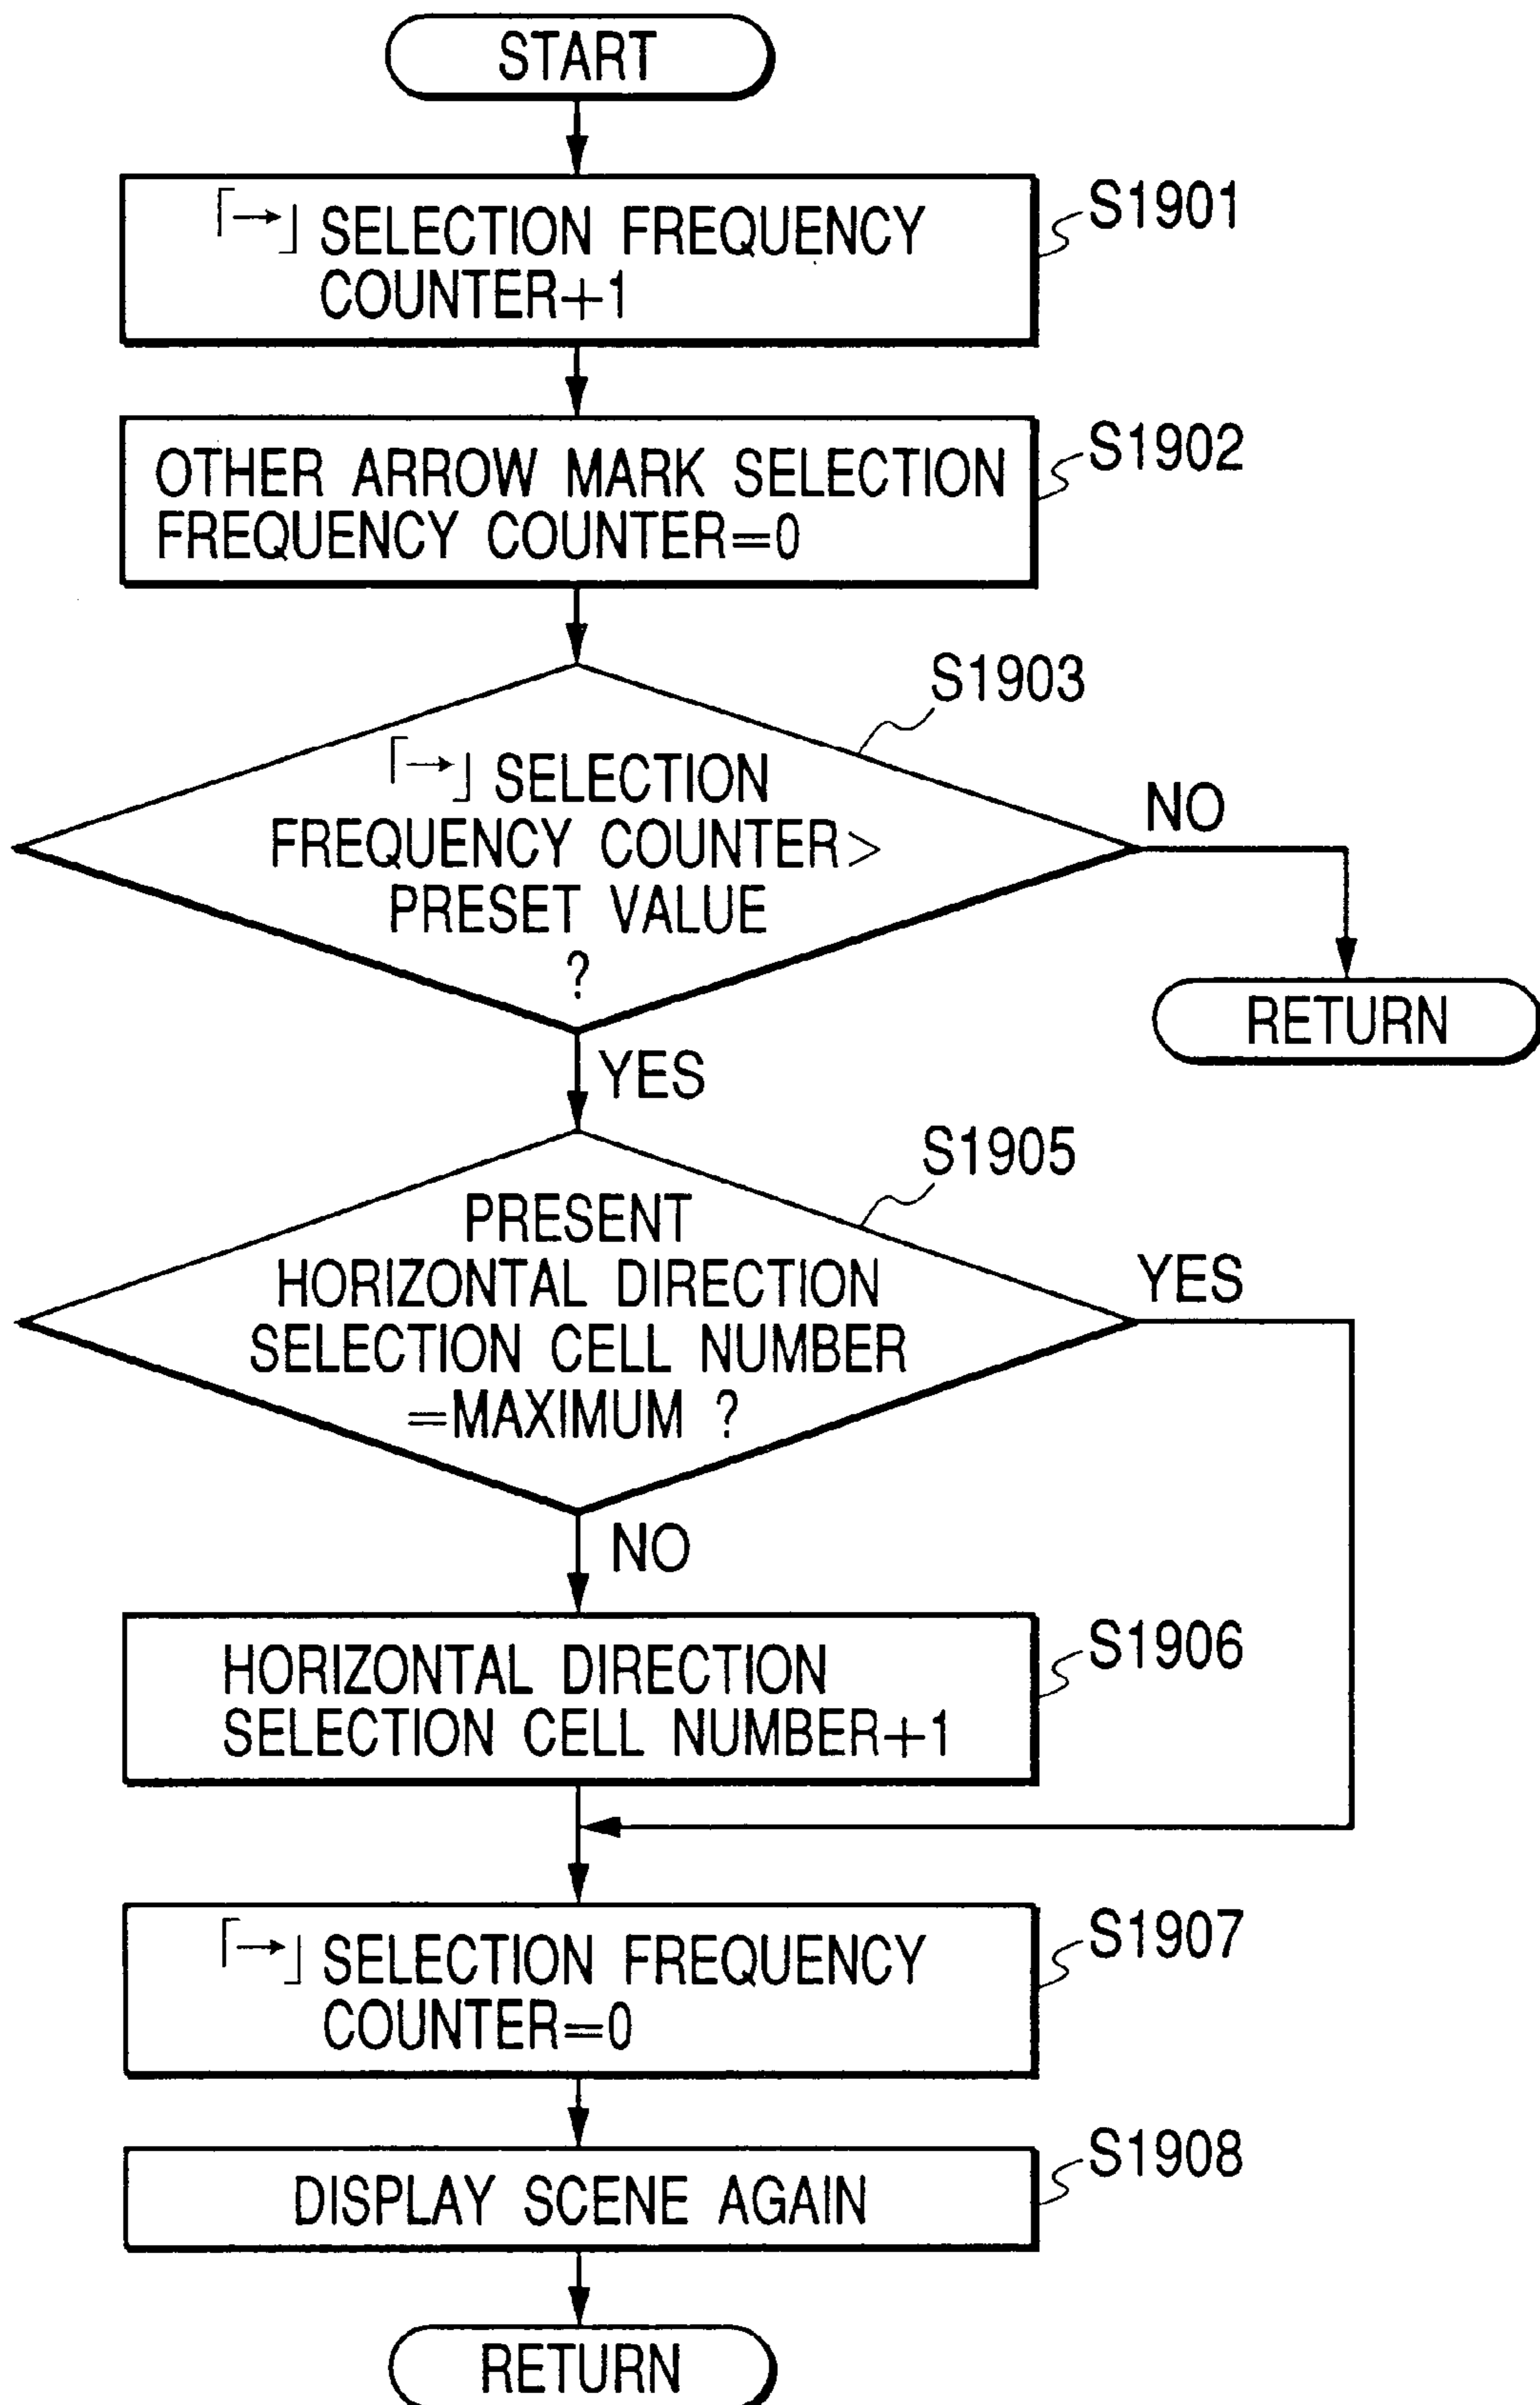 START
「→」 SELECTION FREQUENCY
COUNTER+1
S1901
OTHER ARROW MARK SELECTION
FREQUENCY COUNTER=0
S1902
S1903
「→」 SELECTION
FREQUENCY COUNTER>
PRESET VALUE
?
NO
RETURN
YES
S1905
PRESENT
HORIZONTAL DIRECTION
SELECTION CELL NUMBER
=MAXIMUM ?
YES
NO
HORIZONTAL DIRECTION
SELECTION CELL NUMBER+1
S1906
「→」 SELECTION FREQUENCY
COUNTER=0
S1907
DISPLAY SCENE AGAIN
S1908
RETURN